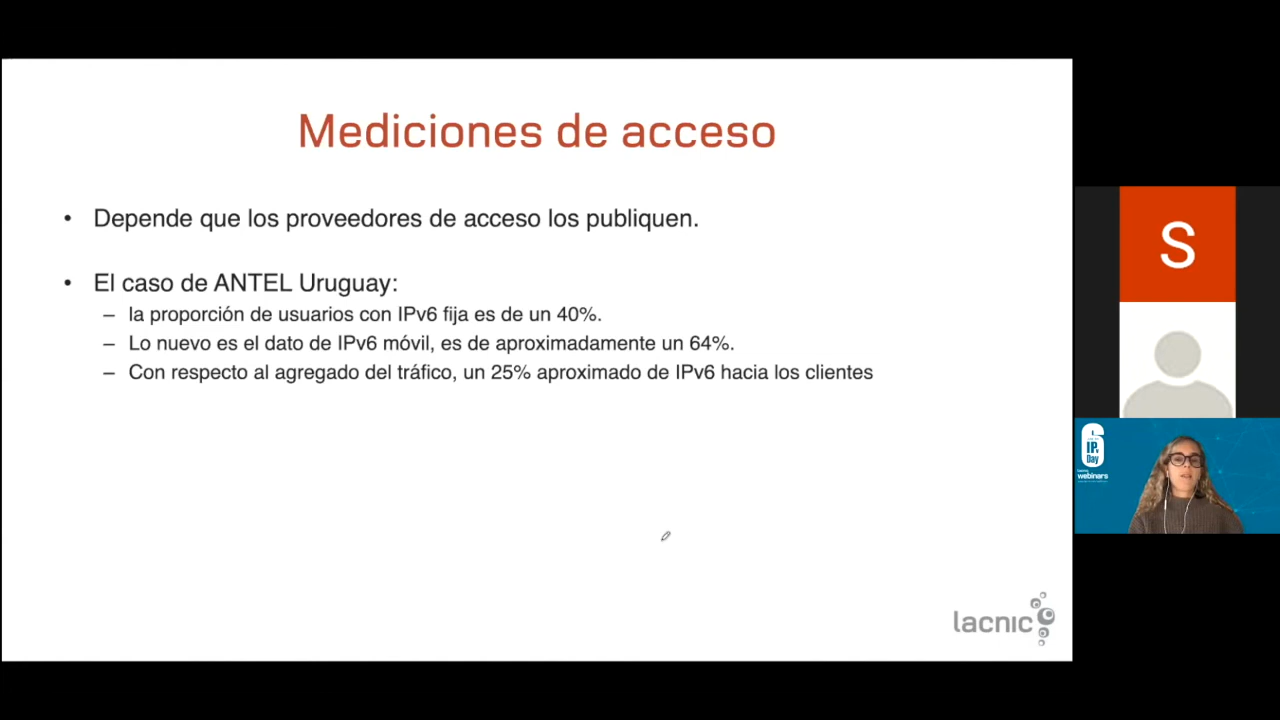 Mediciones de acceso
• Depende que los proveedores de acceso los publiquen.
• El caso de ANTEL Uruguay:
– la proporción de usuarios con IPv6 fija es de un 40%.
– Lo nuevo es el dato de IPv6 móvil, es de aproximadamente un 64%.
– Con respecto al agregado del tráfico, un 25% aproximado de IPv6 hacia los clientes
lacnic
S
6
IPv
Day
webinars